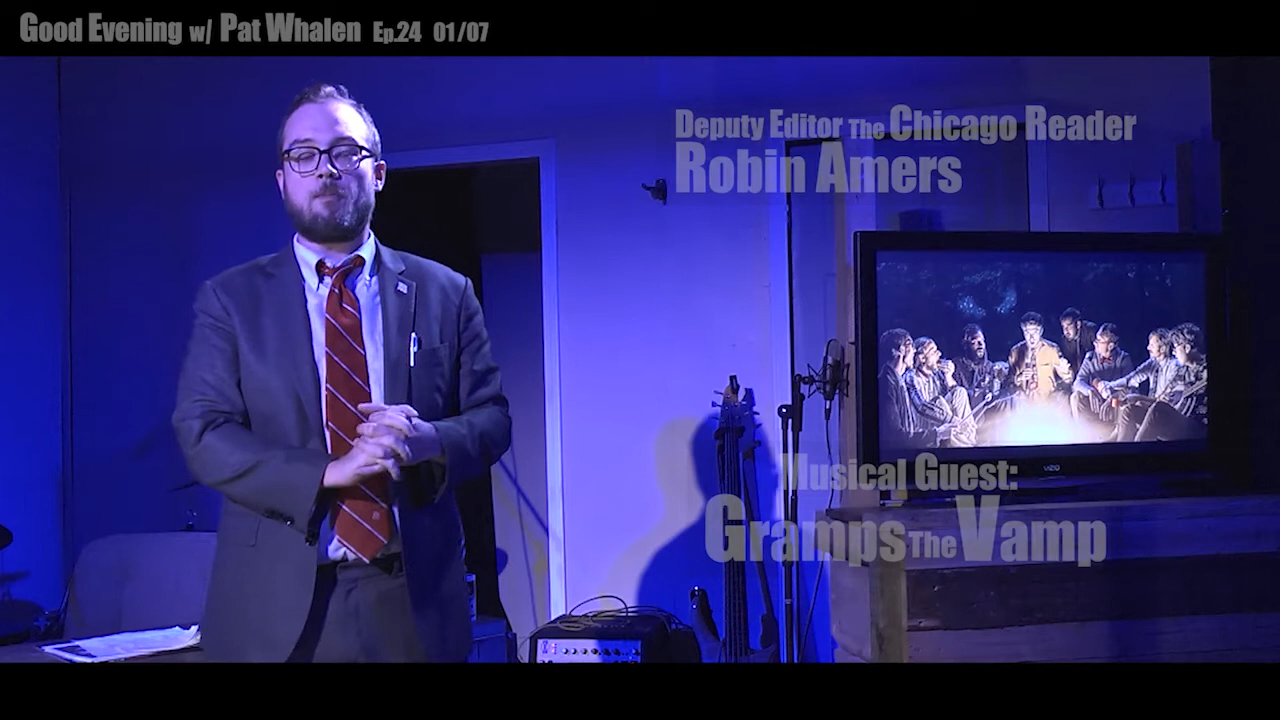 Good Evening w/ Pat Whalen Ep.24 01/07
Deputy Editor The Chicago Reader
Robin Amers
VIZIO
Musical Guest:
Gramps The Vamp